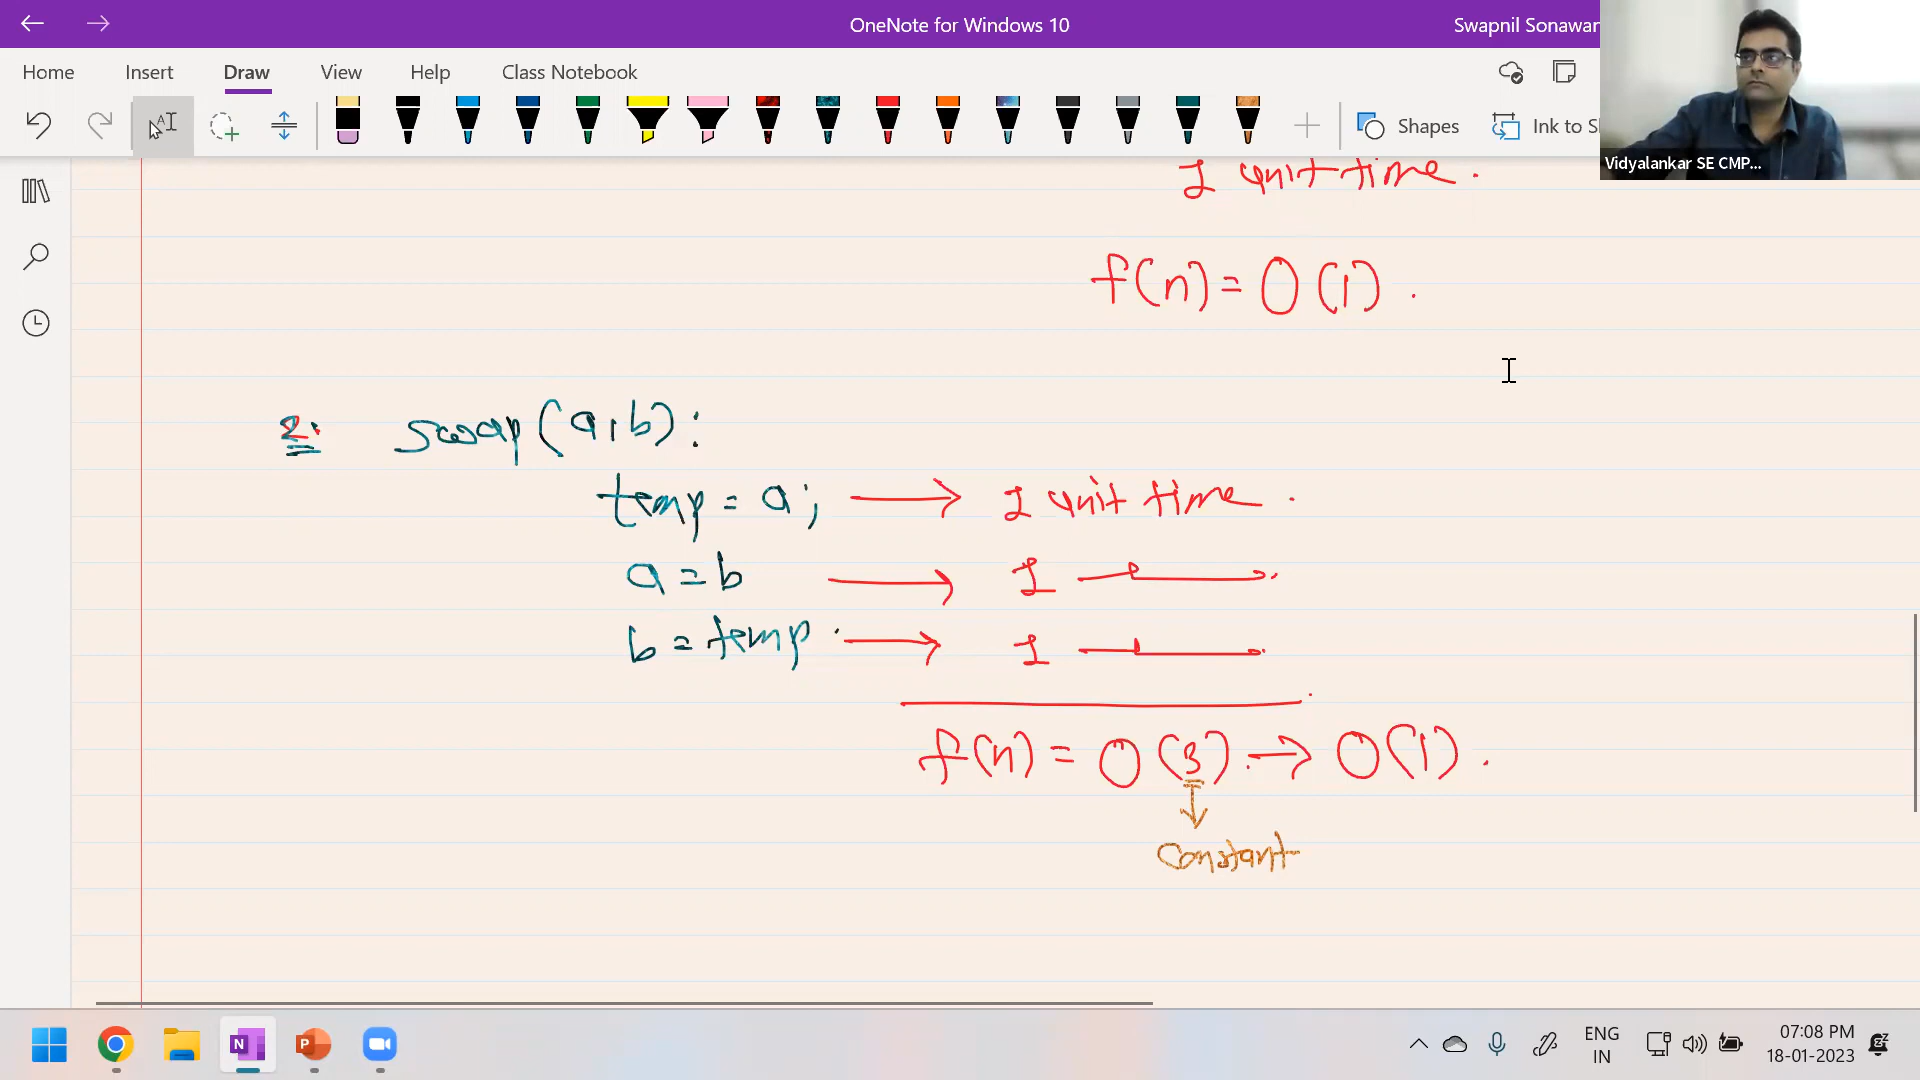 OneNote for Windows 10
Swapnil Sonawan
Home Insert Draw View Help Class Notebook
Shapes
Ink to Sh
Vidyalankar SE CMP...
1 unit time.
f(n) = O(1).
2. swap(a,b):
temp = a; → 1 unit time.
a = b → 1
b = temp. → 1
f(n) = O(3). → O(1).
Constant
ENG
IN
07:08 PM
18-01-2023